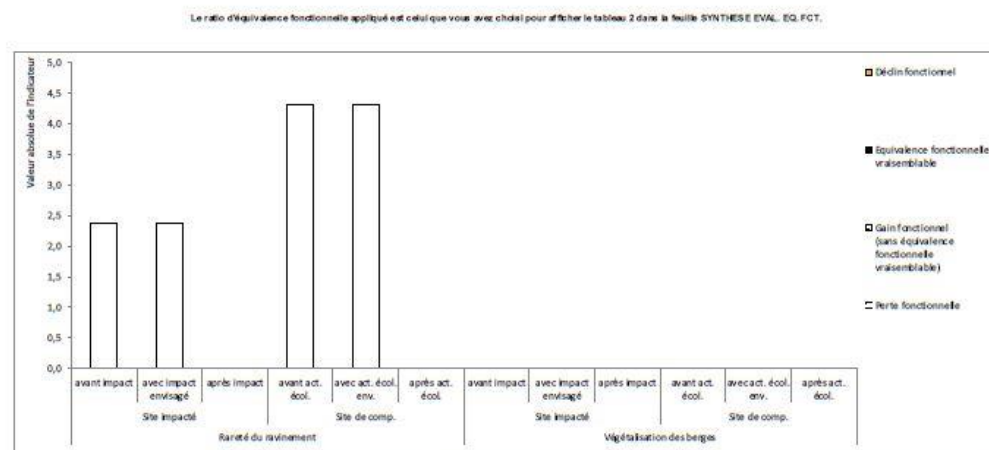 Le ratio d'équivalence fonctionnelle appliqué est celui que vous avez choisi pour afficher le tableau 2 dans la feuille SYNTHESE EVAL. EQ. FCT.
Valeur absolue de l'indicateur
5,0
4,5
4,0
3,5
3,0
2,5
2,0
1,5
1,0
0,5
0,0
avant impact
avec impact
envisagé
après impact
avant act.
écol.
avec act. écol.
env.
après act.
écol.
avant impact
avec impact
envisagé
après impact
avant act.
écol.
avec act. écol.
env.
après act.
écol.
Site impacté
Site de comp.
Site impacté
Site de comp.
Rareté du ravinement
Végétalisation des berges
Déclin fonctionnel
Equivalence fonctionnelle
vraisemblable
Gain fonctionnel
(sans équivalence
fonctionnelle
vraisemblable)
Perte fonctionnelle